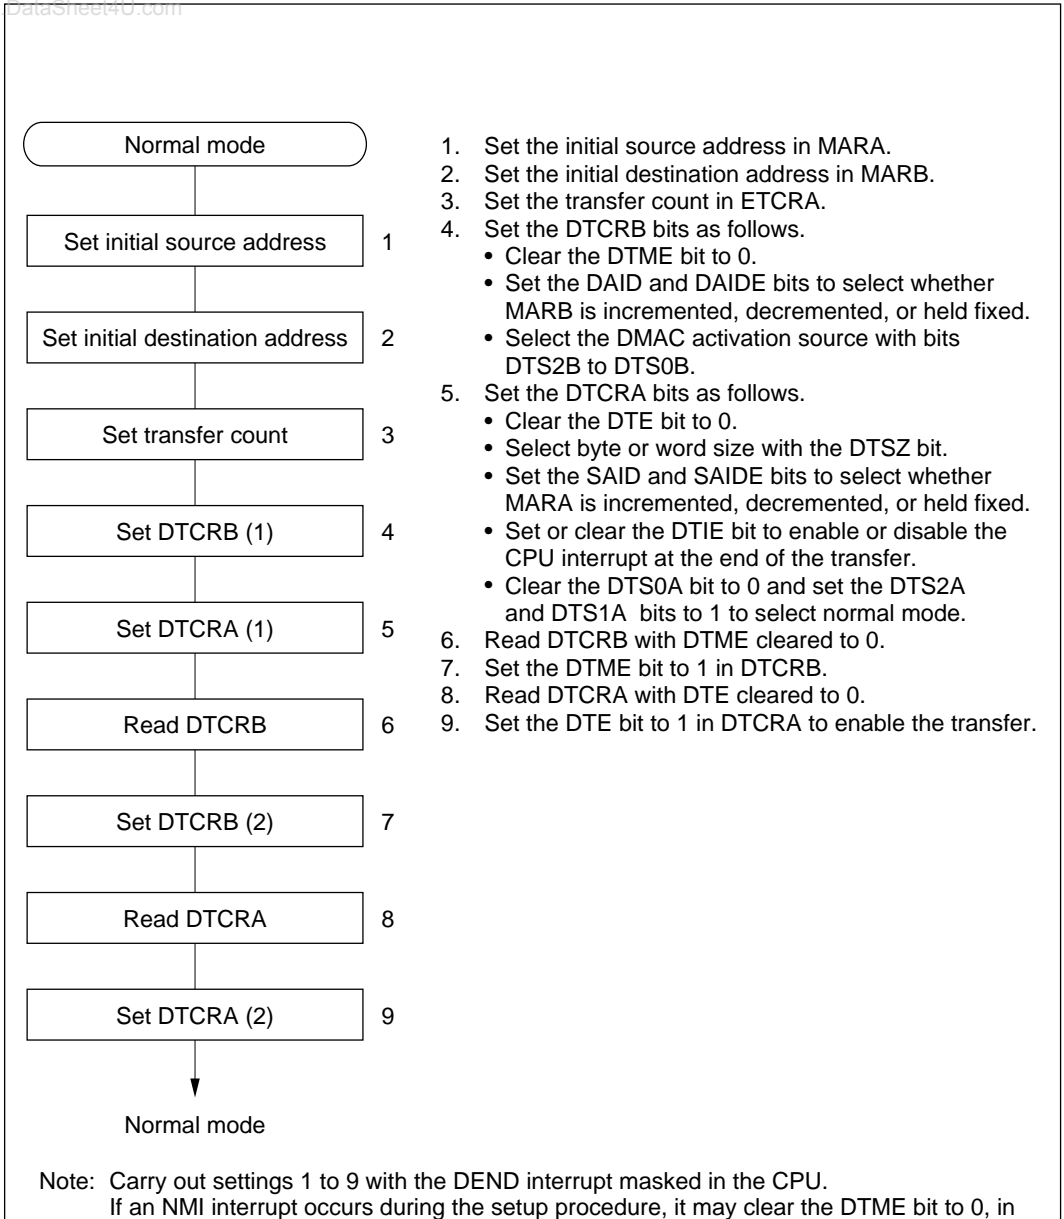 DataSheet4U.com
Normal mode
Set initial source address 1
Set initial destination address 2
Set transfer count 3
Set DTCRB (1) 4
Set DTCRA (1) 5
Read DTCRB 6
Set DTCRB (2) 7
Read DTCRA 8
Set DTCRA (2) 9
Normal mode
1. Set the initial source address in MARA.
2. Set the initial destination address in MARB.
3. Set the transfer count in ETCRA.
4. Set the DTCRB bits as follows.
• Clear the DTME bit to 0.
• Set the DAID and DAIDE bits to select whether
MARB is incremented, decremented, or held fixed.
• Select the DMAC activation source with bits
DTS2B to DTS0B.
5. Set the DTCRA bits as follows.
• Clear the DTE bit to 0.
• Select byte or word size with the DTSZ bit.
• Set the SAID and SAIDE bits to select whether
MARA is incremented, decremented, or held fixed.
• Set or clear the DTIE bit to enable or disable the
CPU interrupt at the end of the transfer.
• Clear the DTS0A bit to 0 and set the DTS2A
and DTS1A bits to 1 to select normal mode.
6. Read DTCRB with DTME cleared to 0.
7. Set the DTME bit to 1 in DTCRB.
8. Read DTCRA with DTE cleared to 0.
9. Set the DTE bit to 1 in DTCRA to enable the transfer.
Note: Carry out settings 1 to 9 with the DEND interrupt masked in the CPU.
If an NMI interrupt occurs during the setup procedure, it may clear the DTME bit to 0, in